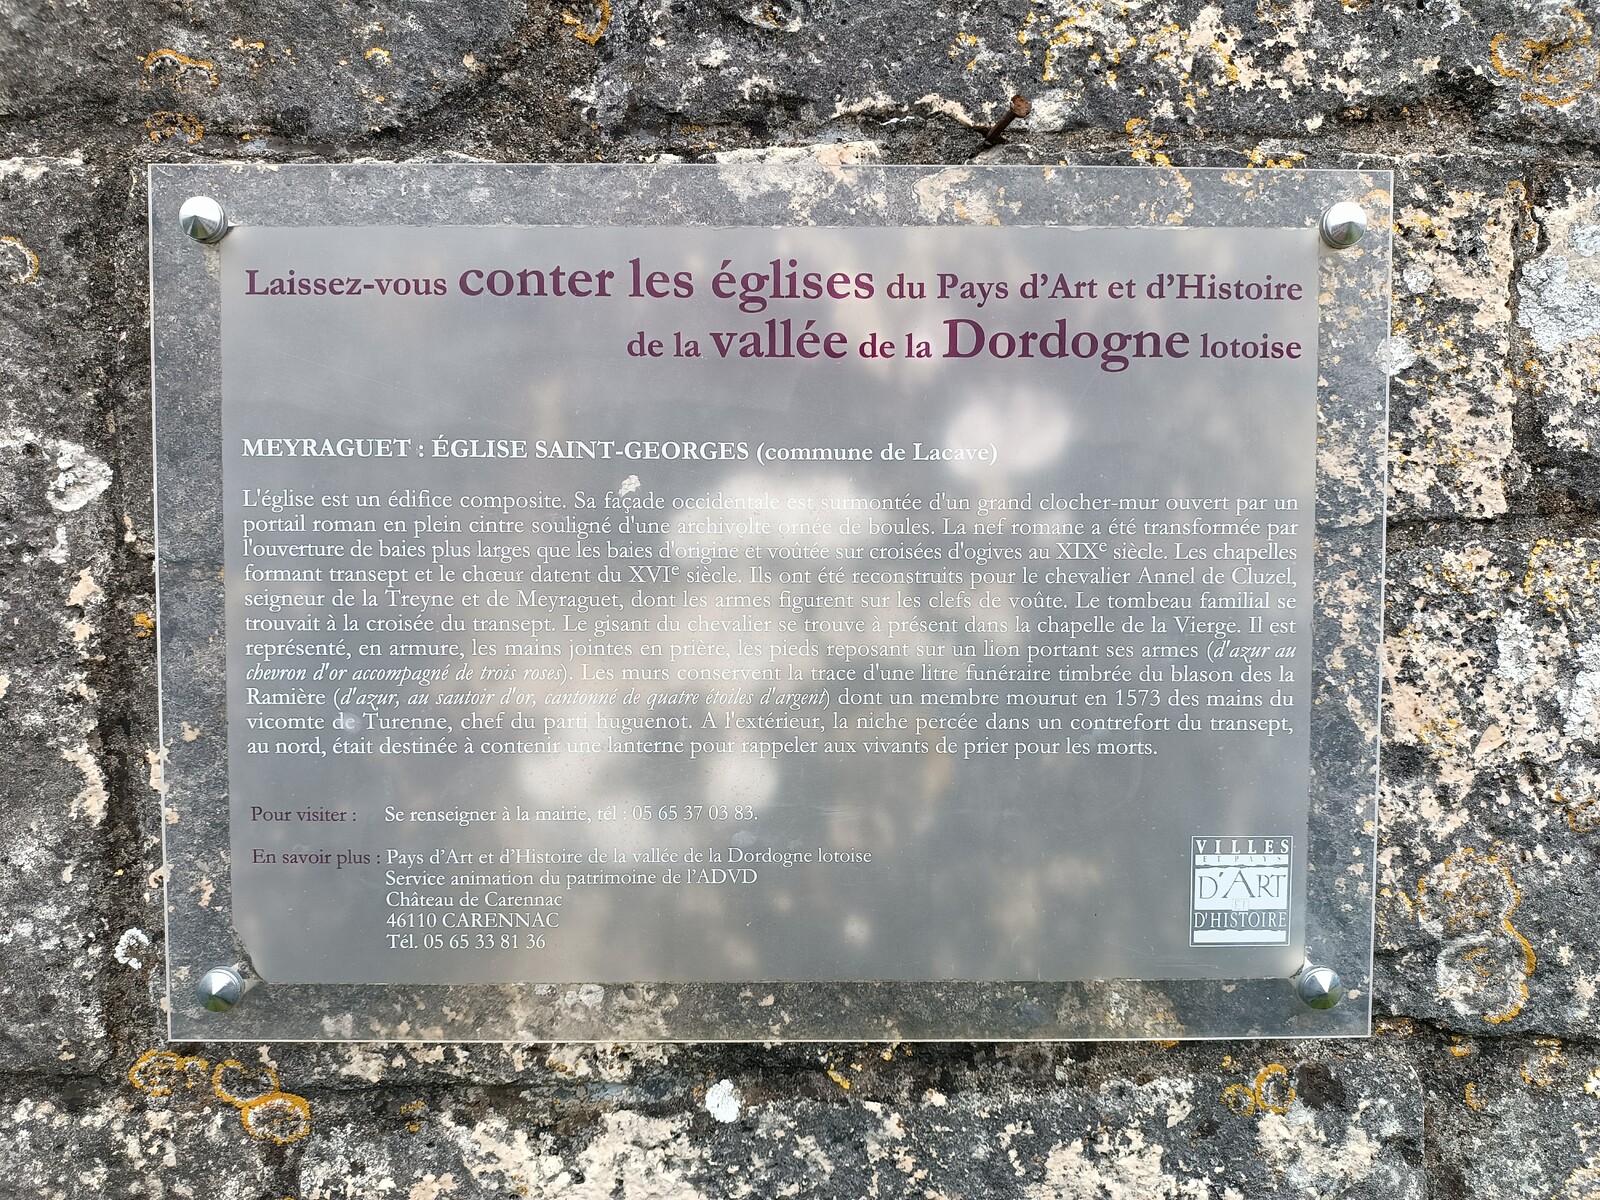 Laissez-vous conter les églises du Pays d'Art et d'Histoire
de la vallée de la Dordogne lotoise
MEYRAGUET : ÉGLISE SAINT-GEORGES (commune de Lacave)
L'église est un édifice composite. Sa façade occidentale est surmontée d'un grand clocher-mur ouvert par un
portail roman en plein cintre souligné d'une archivolte ornée de boules. La nef romane a été transformée par
l'ouverture de baies plus larges que les baies d'origine et voûtée sur croisées d'ogives au XIXe siècle. Les chapelles
formant transept et le chœur datent du XVIe siècle. Ils ont été reconstruits pour le chevalier Annel de Cluzel,
seigneur de la Treyne et de Meyraguet, dont les armes figurent sur les clefs de voûte. Le tombeau familial se
trouvait à la croisée du transept. Le gisant du chevalier se trouve à présent dans la chapelle de la Vierge. Il est
représenté, en armure, les mains jointes en prière, les pieds reposant sur un lion portant ses armes (d'azur au
chevron d'or accompagné de trois roses). Les murs conservent la trace d'une litre funéraire timbrée du blason des la
Ramière (d'azur, au sautoir d'or, cantonné de quatre étoiles d'argent) dont un membre mourut en 1573 des mains du
vicomte de Turenne, chef du parti huguenot. A l'extérieur, la niche percée dans un contrefort du transept,
au nord, était destinée à contenir une lanterne pour rappeler aux vivants de prier pour les morts.
Pour visiter : Se renseigner à la mairie, tél : 05 65 37 03 83.
En savoir plus : Pays d'Art et d'Histoire de la vallée de la Dordogne lotoise
Service animation du patrimoine de l'ADVD
Château de Carennac
46110 CARENNAC
Tél. 05 65 33 81 36
VILLES
ET PAYS
D'ART
ET
D'HISTOIRE